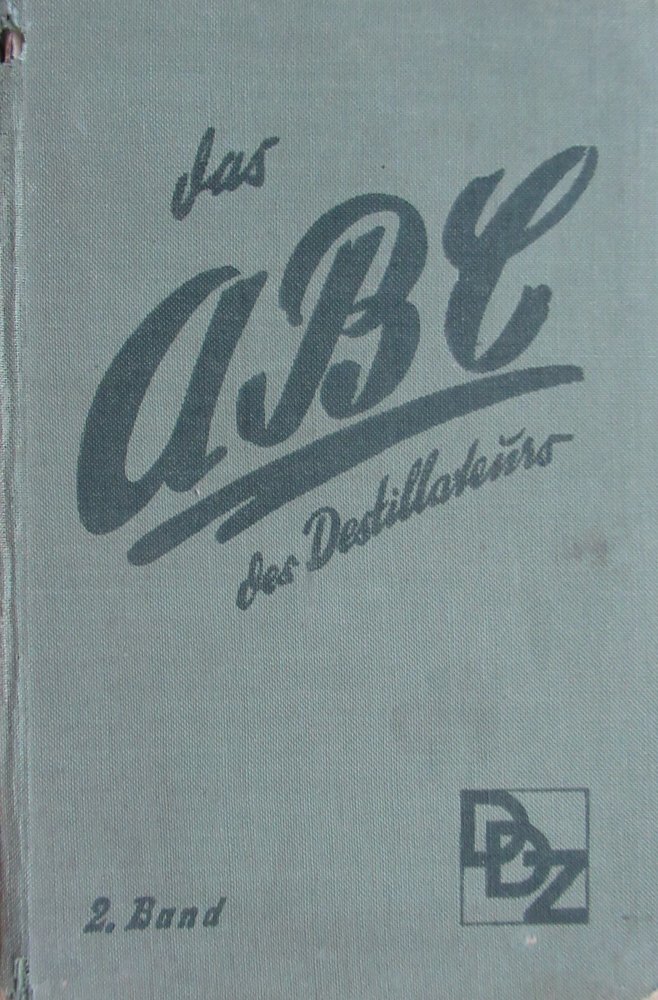 das
ABC
des Destillateurs
DDZ
2. Band